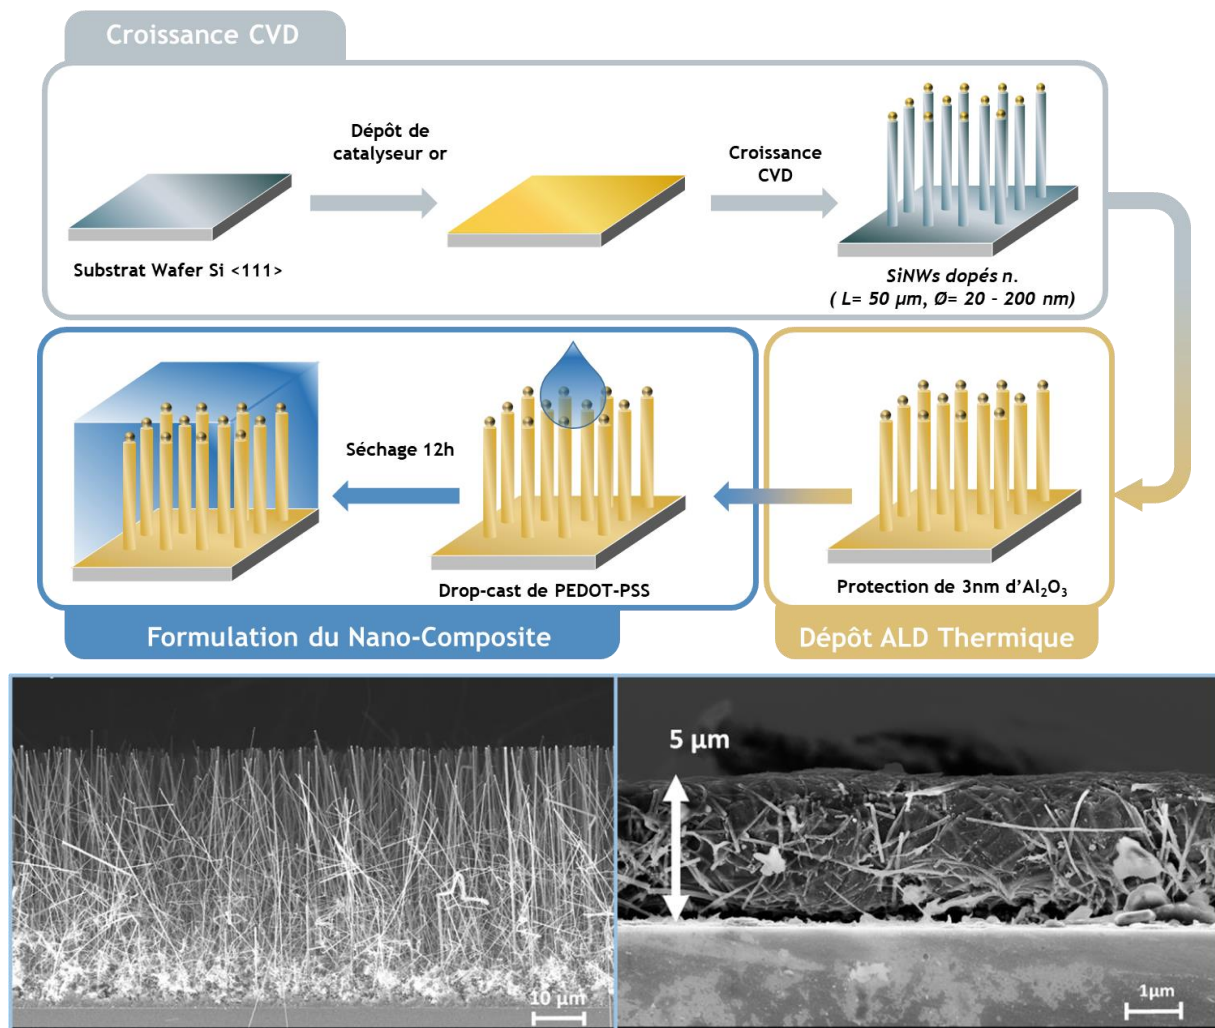 Croissance CVD
Dépôt de
catalyseur or
Croissance
CVD
Substrat Wafer Si <111>
SiNWs dopés n.
( L= 50 µm, Ø= 20 – 200 nm)
Séchage 12h
Drop-cast de PEDOT-PSS
Protection de 3nm d’Al₂O₃
Formulation du Nano-Composite
Dépôt ALD Thermique
10 µm
5 µm
1µm